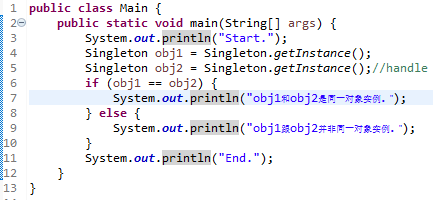 1 public class Main {
2 public static void main(String[] args) {
3 System.out.println("Start.");
4 Singleton obj1 = Singleton.getInstance();
5 Singleton obj2 = Singleton.getInstance();//handle
6 if (obj1 == obj2) {
7 System.out.println("obj1和obj2是同一对象实例．");
8 } else {
9 System.out.println("obj1跟obj2并非同一对象实例．");
10 }
11 System.out.println("End.");
12 }
13 }